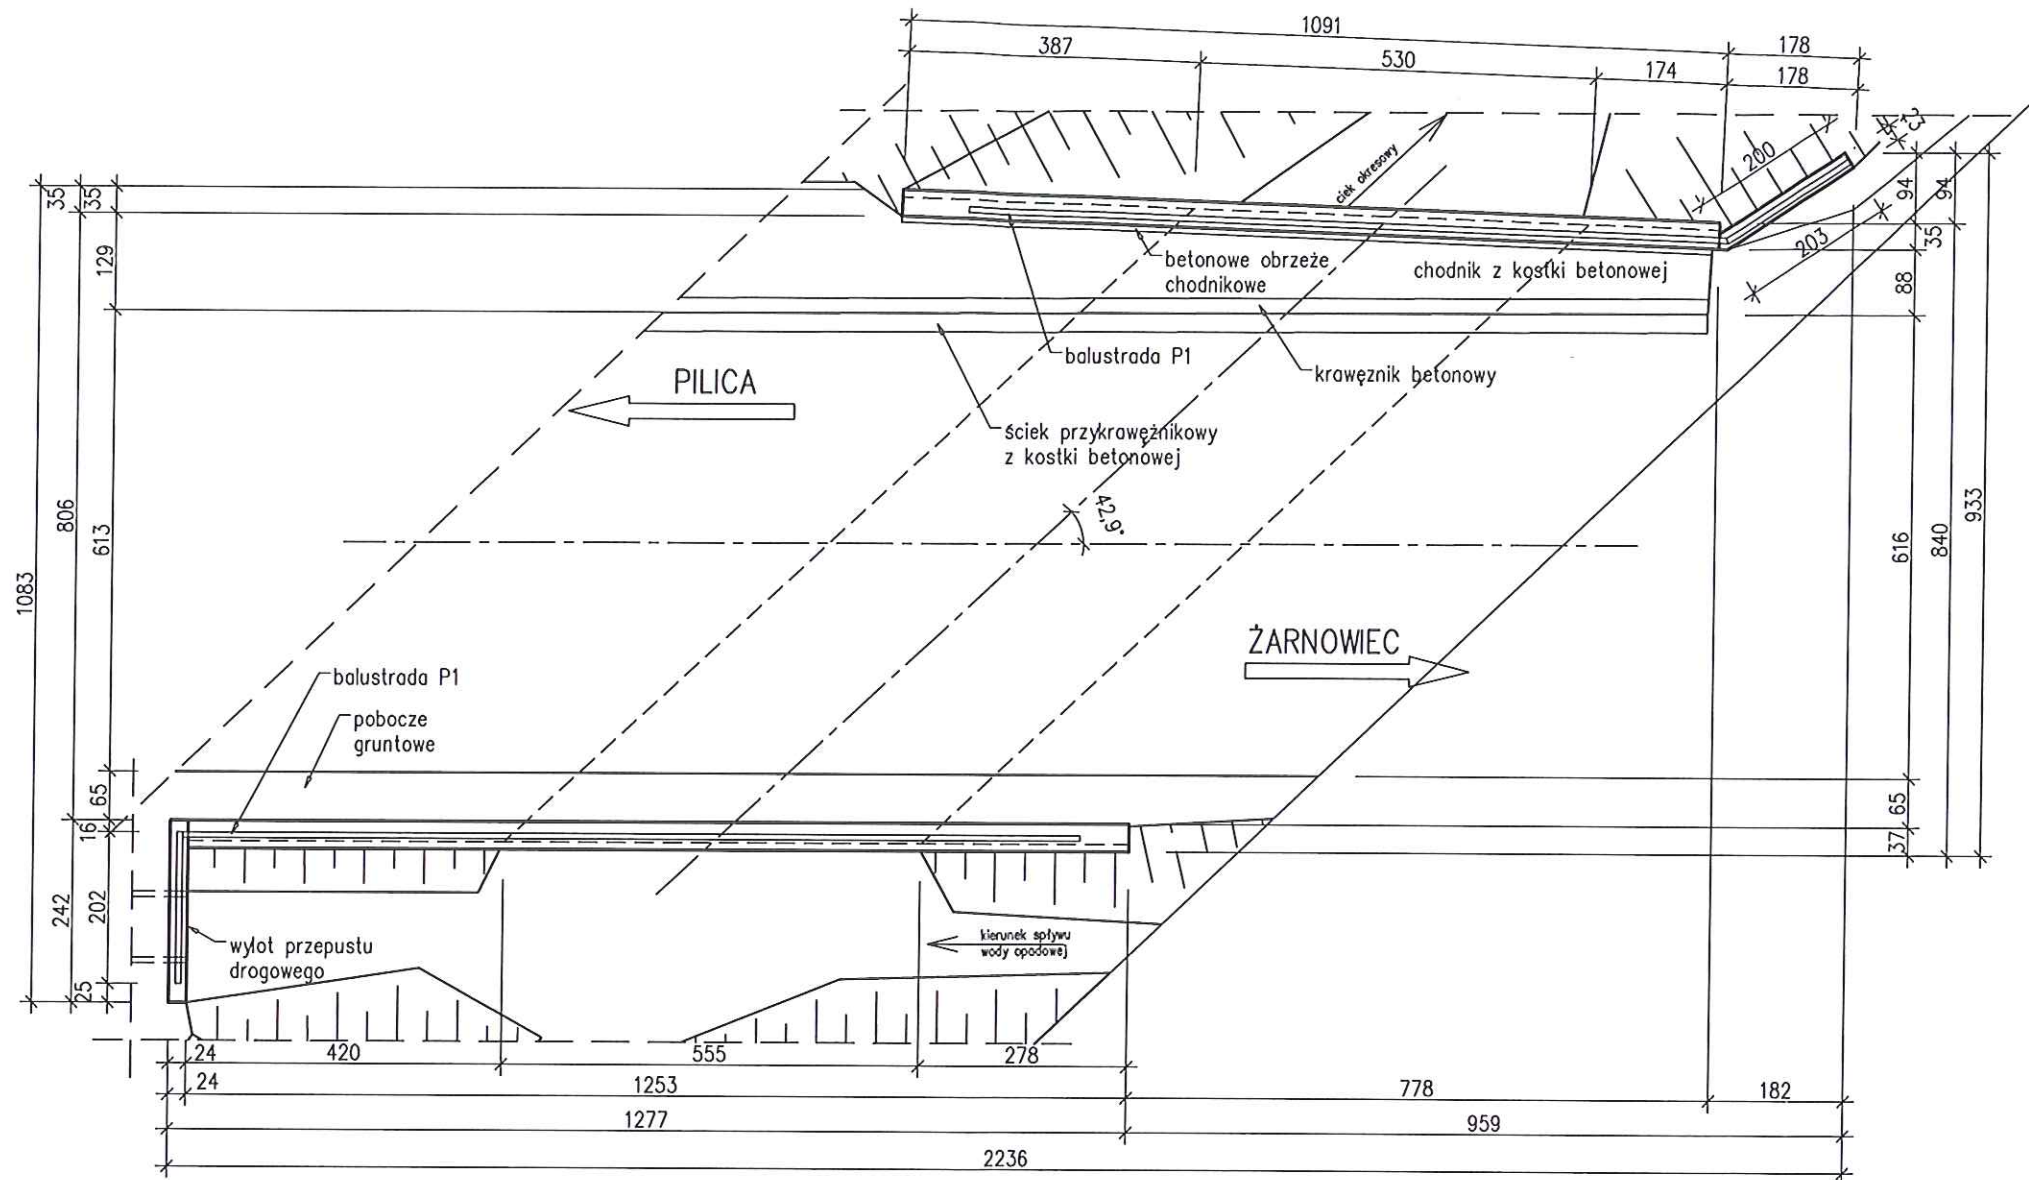 1091
178
387
530
174
178
23
200
ciek okresowy
35
35
94
94
203
35
129
betonowe obrzeże
chodnikowe
chodnik z kostki betonowej
88
balustrada P1
krawęznik betonowy
PILICA
ściek przykrawężnikowy
z kostki betonowej
806
613
42,9°
933
616
840
1083
ŻARNOWIEC
balustrada P1
pobocze
gruntowe
65
65
16
37
242
202
wylot przepustu
drogowego
kierunek spływu
wody opadowej
25
24
420
555
278
24
1253
778
182
1277
959
2236